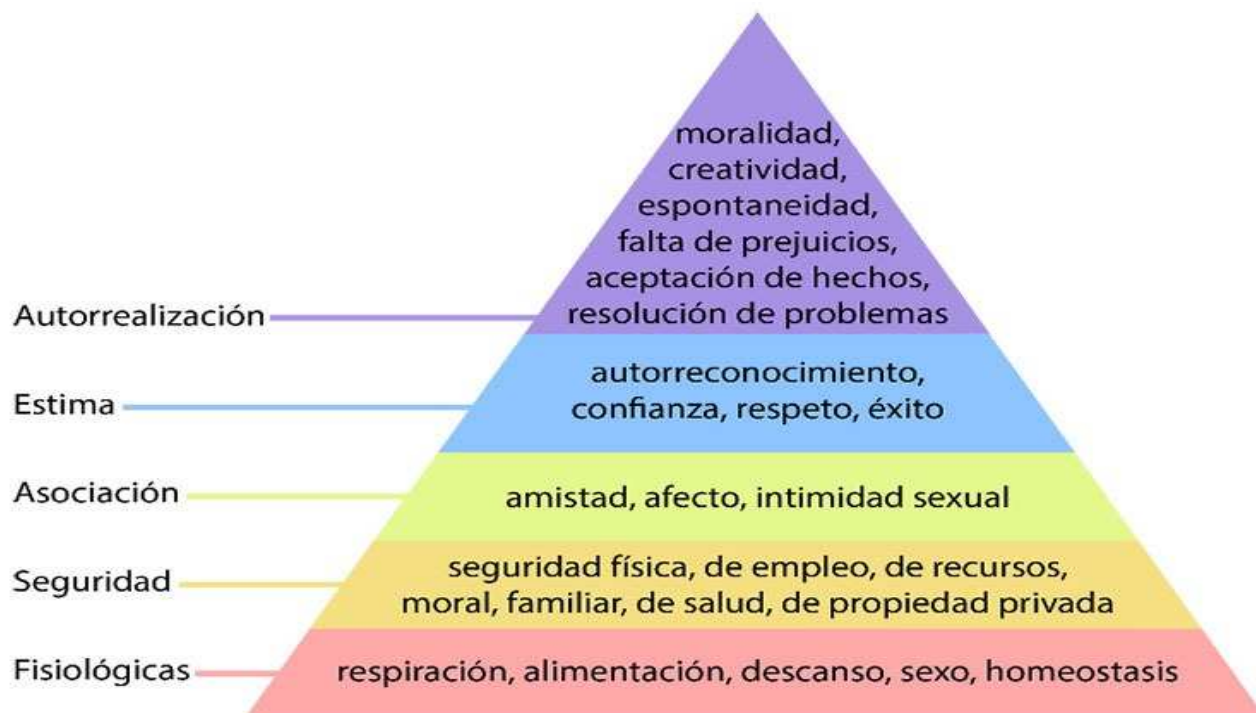 moralidad,
creatividad,
espontaneidad,
falta de prejuicios,
aceptación de hechos,
resolución de problemas
Autorrealización
autorreconocimiento,
confianza, respeto, éxito
Estima
amistad, afecto, intimidad sexual
Asociación
seguridad física, de empleo, de recursos,
moral, familiar, de salud, de propiedad privada
Seguridad
respiración, alimentación, descanso, sexo, homeostasis
Fisiológicas